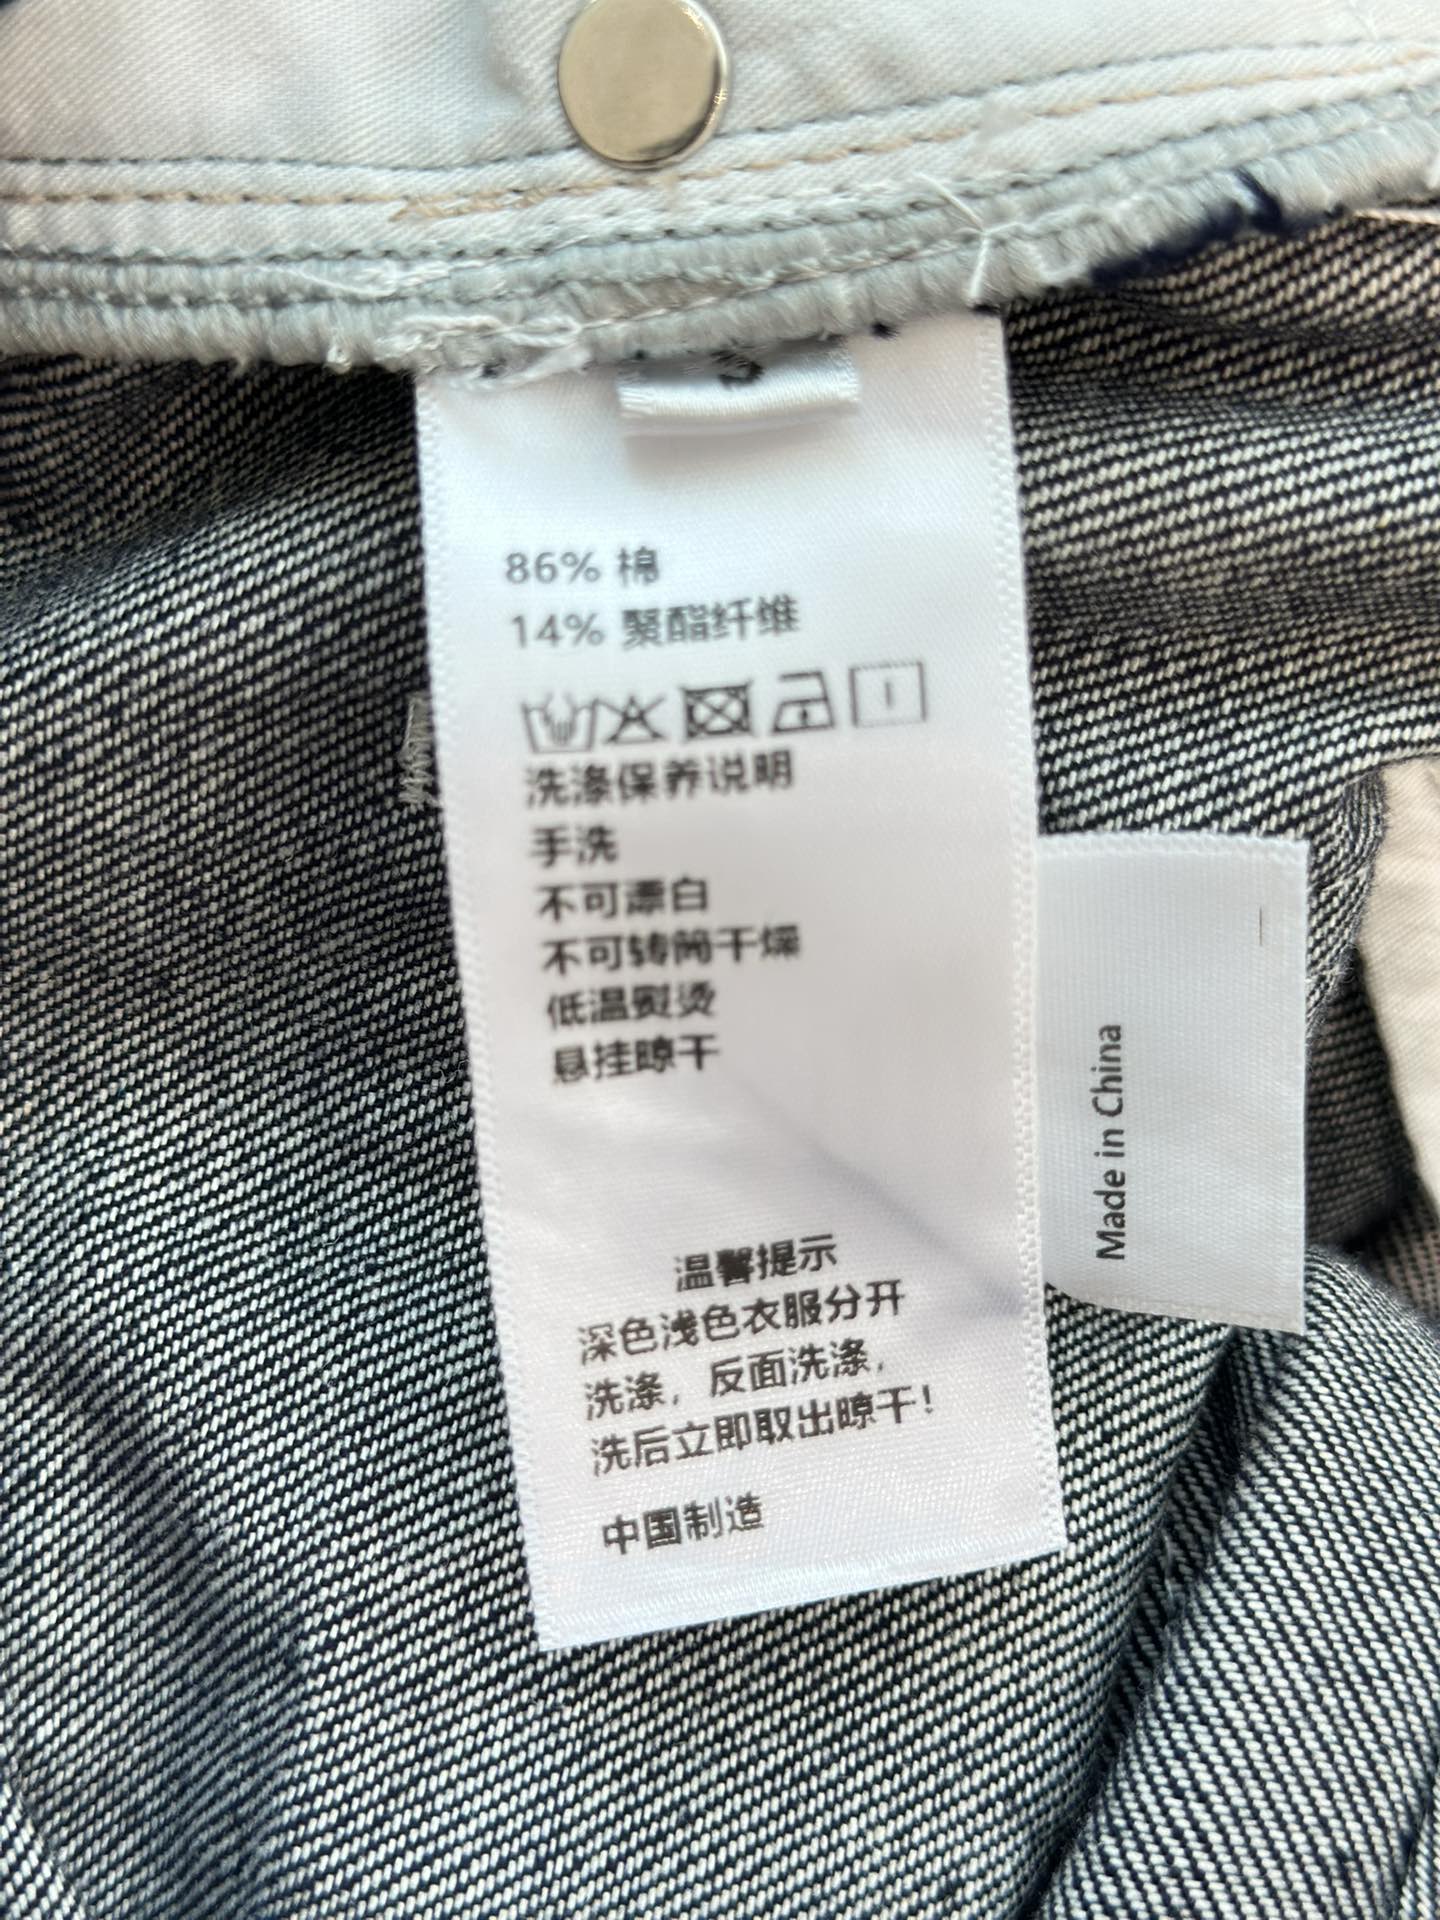 86% 棉
14% 聚酯纤维
洗涤保养说明
手洗
不可漂白
不可转筒干燥
低温熨烫
悬挂晾干
温馨提示
深色浅色衣服分开
洗涤，反面洗涤，
洗后立即取出晾干！
中国制造
Made in China